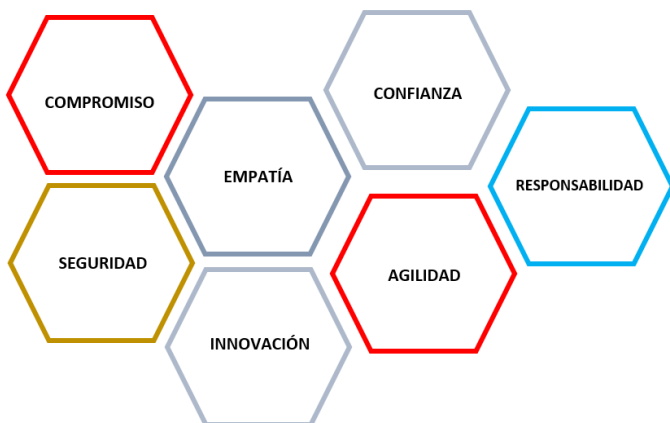 COMPROMISO
CONFIANZA
EMPATÍA
RESPONSABILIDAD
SEGURIDAD
AGILIDAD
INNOVACIÓN